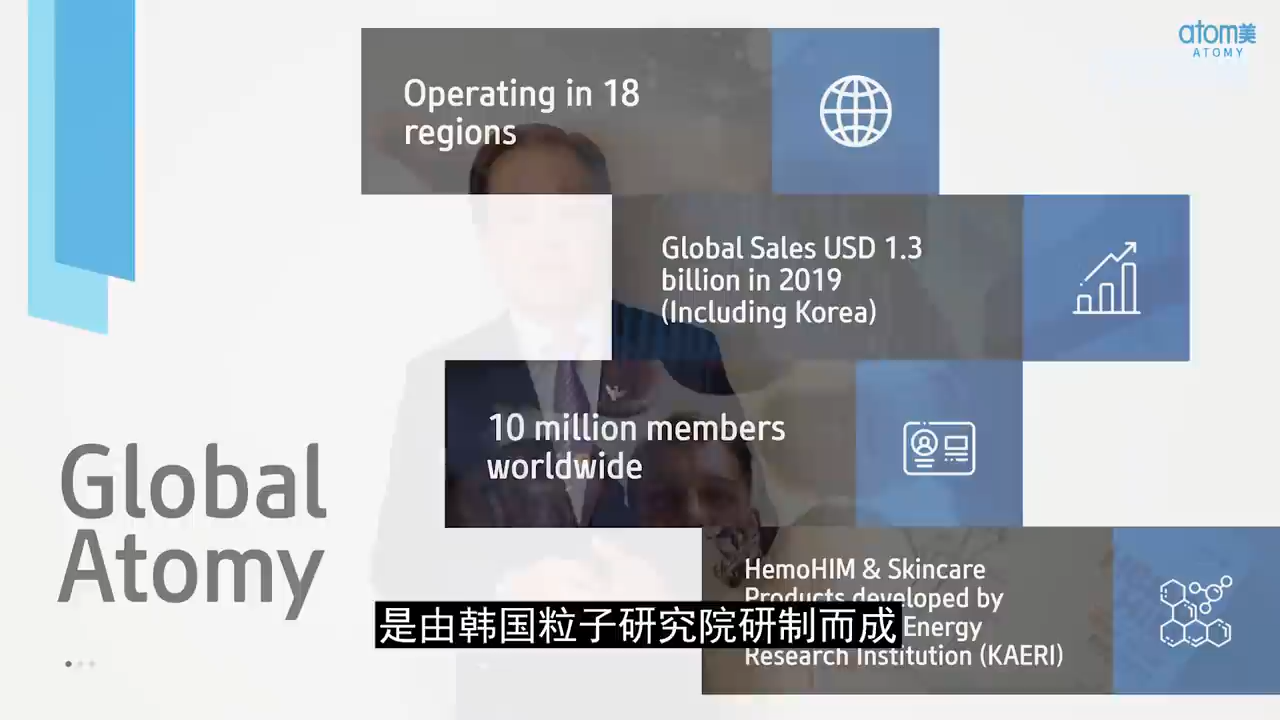 atom美
ATOMY
Operating in 18
regions
Global Sales USD 1.3
billion in 2019
(Including Korea)
10 million members
worldwide
Global
Atomy
HemoHIM & Skincare
Products developed by
Energy
Research Institution (KAERI)
是由韩国粒子研究院研制而成